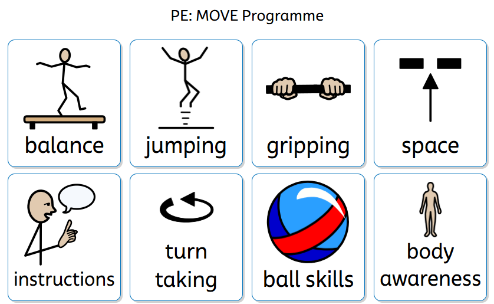 PE: MOVE Programme
balance
jumping
gripping
space
instructions
turn
taking
ball skills
body
awareness